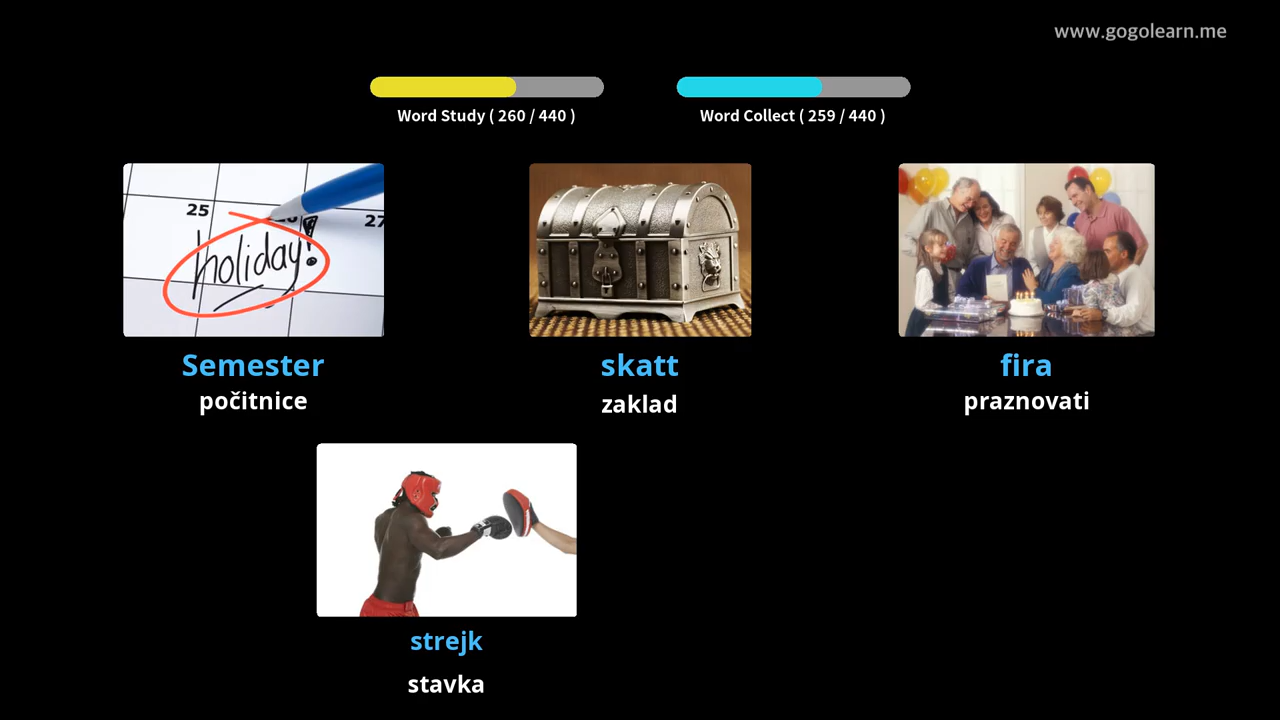 www.gogolearn.me
Word Study ( 260 / 440 )
Word Collect ( 259 / 440 )
25
27
holiday!
Semester
počitnice
skatt
zaklad
fira
praznovati
strejk
stavka